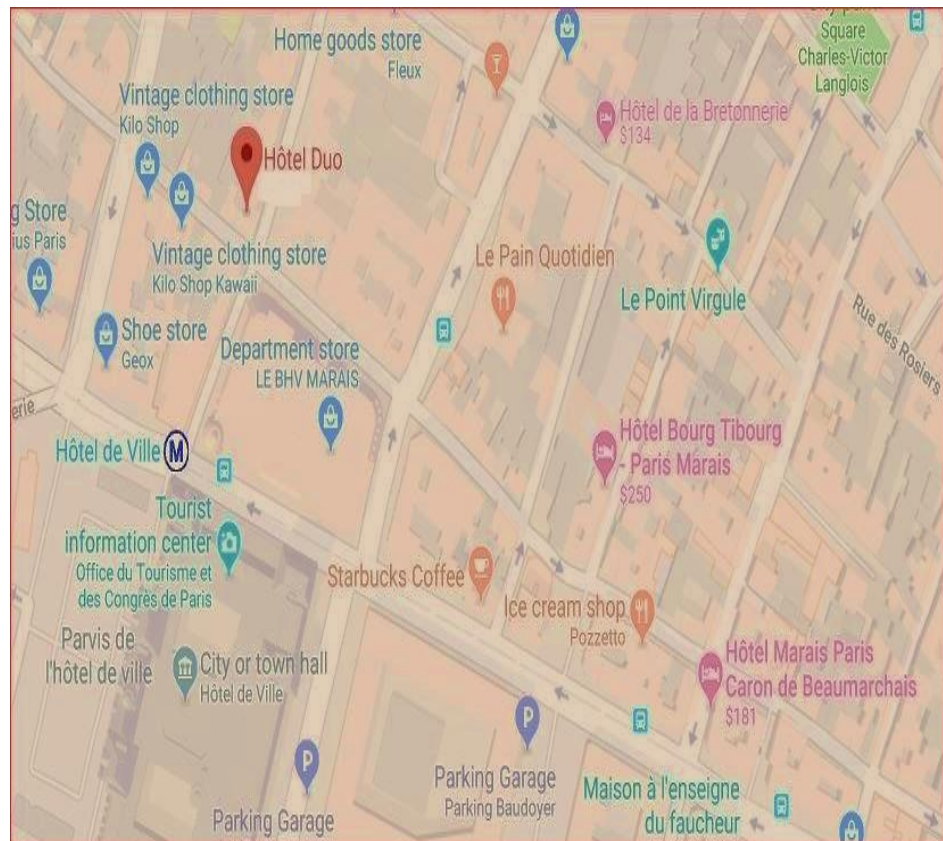 Square
Charles-Victor
Langlois
Home goods store
Fleux
Vintage clothing store
Kilo Shop
Hôtel de la Bretonnerie
$134
Hôtel Duo
g Store
ius Paris
Vintage clothing store
Kilo Shop Kawaii
Le Pain Quotidien
Le Point Virgule
Rue des Rosiers
Shoe store
Geox
Department store
LE BHV MARAIS
erie
Hôtel de Ville
M
Hôtel Bourg Tibourg
- Paris Marais
$250
Tourist
information center
Office du Tourisme et
des Congrès de Paris
Starbucks Coffee
Ice cream shop
Pozzetto
Parvis de
l'hôtel de ville
City or town hall
Hôtel de Ville
Hôtel Marais Paris
Caron de Beaumarchais
$181
P
P
Parking Garage
Parking Baudoyer
Parking Garage
Maison à l'enseigne
du faucheur